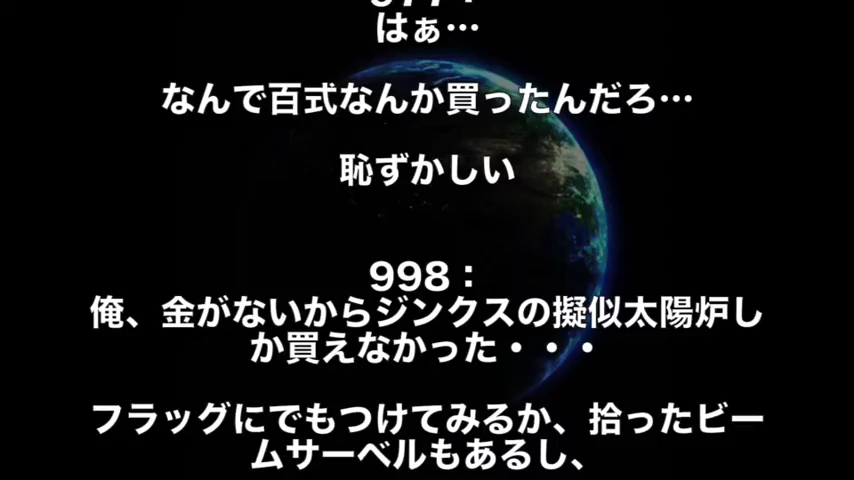 はぁ…
なんで百式なんか買ったんだろ…
恥ずかしい
998：
俺、金がないからジンクスの擬似太陽炉し
か買えなかった・・・
フラッグにでもつけてみるか、拾ったビー
ムサーベルもあるし、